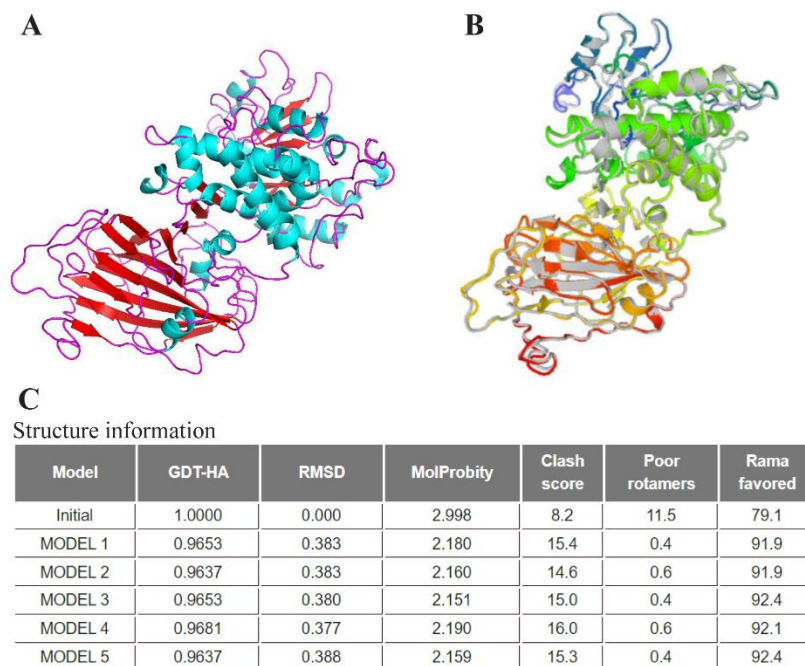 A
B
C
Structure information
Model GDT-HA RMSD MolProbity Clash score Poor rotamers Rama favored
Initial 1.0000 0.000 2.998 8.2 11.5 79.1
MODEL 1 0.9653 0.383 2.180 15.4 0.4 91.9
MODEL 2 0.9637 0.383 2.160 14.6 0.6 91.9
MODEL 3 0.9653 0.380 2.151 15.0 0.4 92.4
MODEL 4 0.9681 0.377 2.190 16.0 0.6 92.1
MODEL 5 0.9637 0.388 2.159 15.3 0.4 92.4